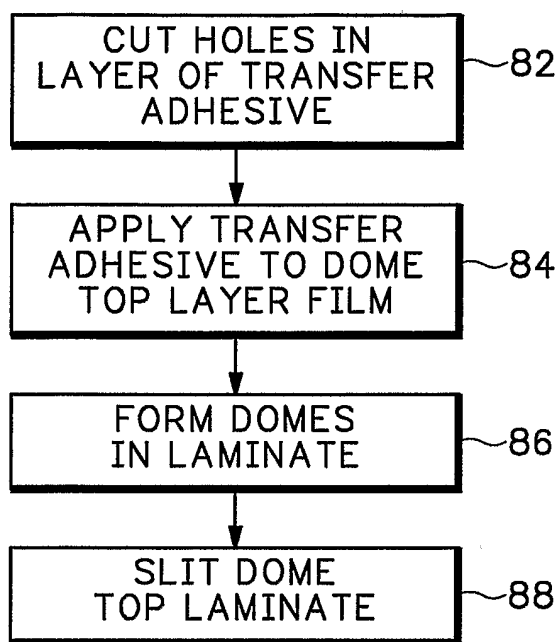 CUT HOLES IN
LAYER OF TRANSFER
ADHESIVE
82
APPLY TRANSFER
ADHESIVE TO DOME
TOP LAYER FILM
84
FORM DOMES
IN LAMINATE
86
SLIT DOME
TOP LAMINATE
88